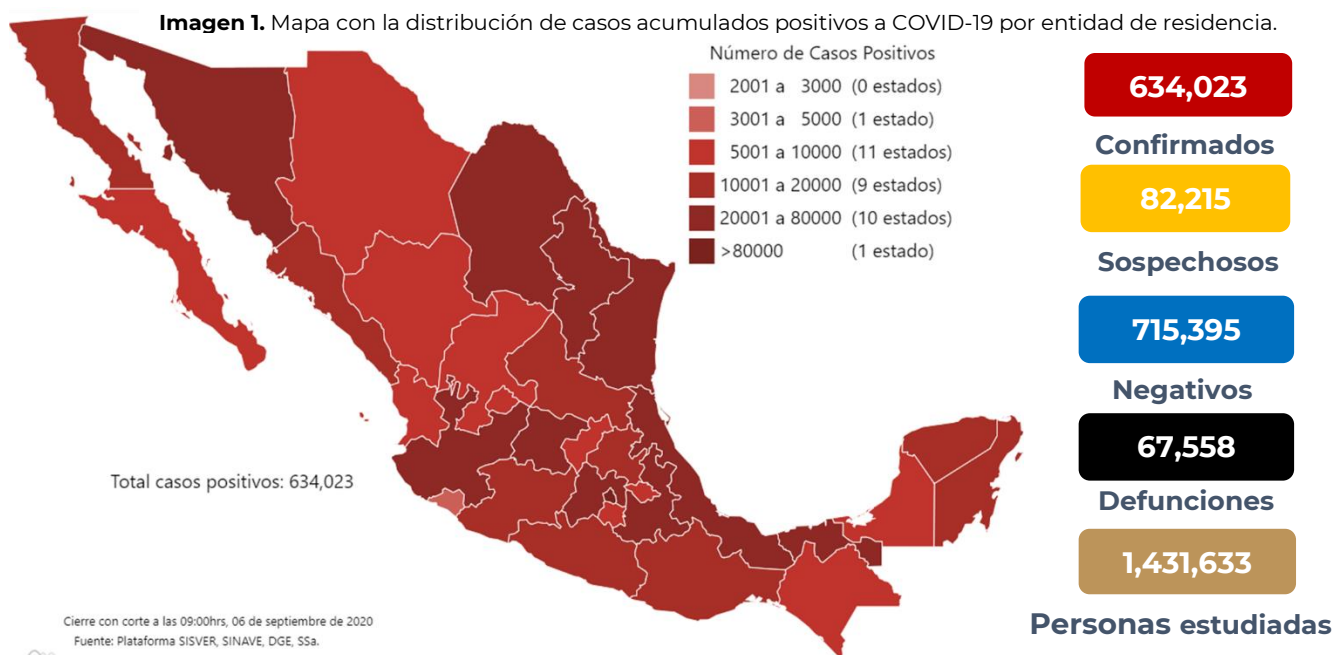 Imagen 1. Mapa con la distribución de casos acumulados positivos a COVID-19 por entidad de residencia.
Número de Casos Positivos
2001 a 3000 (0 estados)
3001 a 5000 (1 estado)
5001 a 10000 (11 estados)
10001 a 20000 (9 estados)
20001 a 80000 (10 estados)
>80000 (1 estado)
Total casos positivos: 634,023
Cierre con corte a las 09:00hrs, 06 de septiembre de 2020
Fuente: Plataforma SISVER, SINAVE, DGE, SSa.
634,023
Confirmados
82,215
Sospechosos
715,395
Negativos
67,558
Defunciones
1,431,633
Personas estudiadas